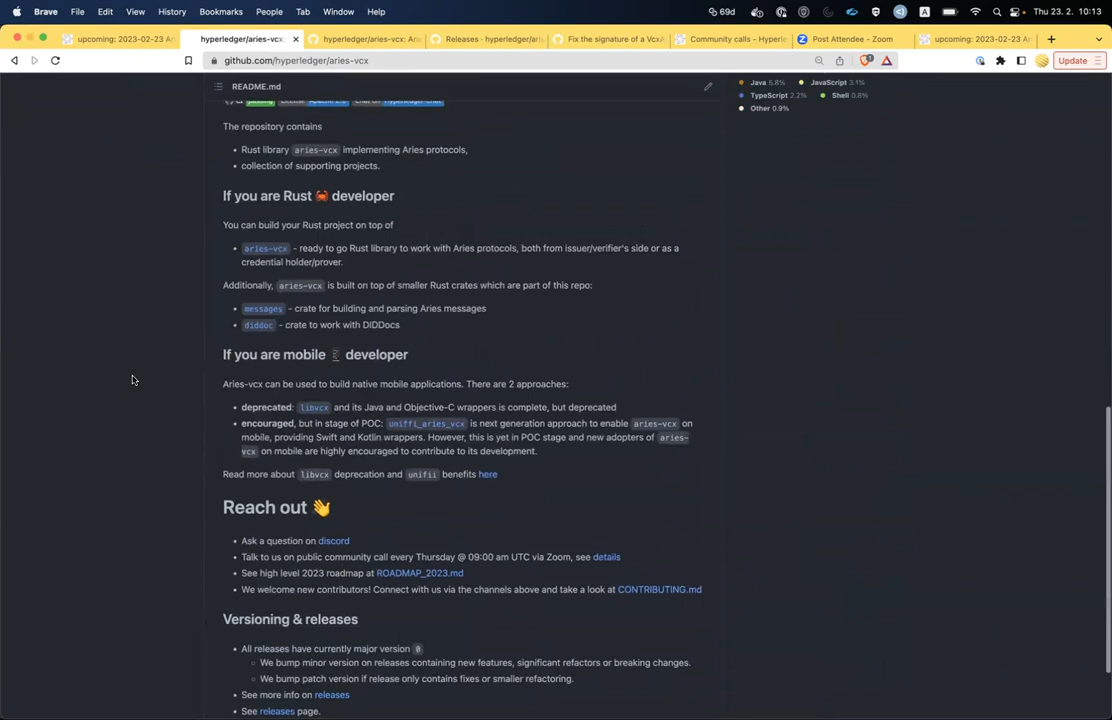 Brave File Edit View History Bookmarks People Tab Window Help 69d A Thu 23. 2. 10:13
upcoming: 2023-02-23 Ari hyperledger/aries-vcx: hyperledger/aries-vcx: Ari Releases · hyperledger/ari Fix the signature of a VcxA Community calls - Hyperle Post Attendee - Zoom upcoming: 2023-02-23 Ari
github.com/hyperledger/aries-vcx Update
README.md
Java 5.8% JavaScript 3.1%
TypeScript 2.2% Shell 0.8%
Other 0.9%
The repository contains
• Rust library aries-vcx implementing Aries protocols,
• collection of supporting projects.
If you are Rust 🦀 developer
You can build your Rust project on top of
• aries-vcx - ready to go Rust library to work with Aries protocols, both from issuer/verifier's side or as a
credential holder/prover.
Additionally, aries-vcx is built on top of smaller Rust crates which are part of this repo:
• messages - crate for building and parsing Aries messages
• diddoc - crate to work with DIDDocs
If you are mobile 📱 developer
Aries-vcx can be used to build native mobile applications. There are 2 approaches:
• deprecated: libvcx and its Java and Objective-C wrappers is complete, but deprecated
• encouraged, but in stage of POC: uniffi_aries_vcx is next generation approach to enable aries-vcx on
mobile, providing Swift and Kotlin wrappers. However, this is yet in POC stage and new adopters of aries-
vcx on mobile are highly encouraged to contribute to its development.
Read more about libvcx deprecation and unifii benefits here
Reach out 👋
• Ask a question on discord
• Talk to us on public community call every Thursday @ 09:00 am UTC via Zoom, see details
• See high level 2023 roadmap at ROADMAP_2023.md
• We welcome new contributors! Connect with us via the channels above and take a look at CONTRIBUTING.md
Versioning & releases
• All releases have currently major version 0
◦ We bump minor version on releases containing new features, significant refactors or breaking changes.
◦ We bump patch version if release only contains fixes or smaller refactoring.
• See more info on releases
• See releases page.